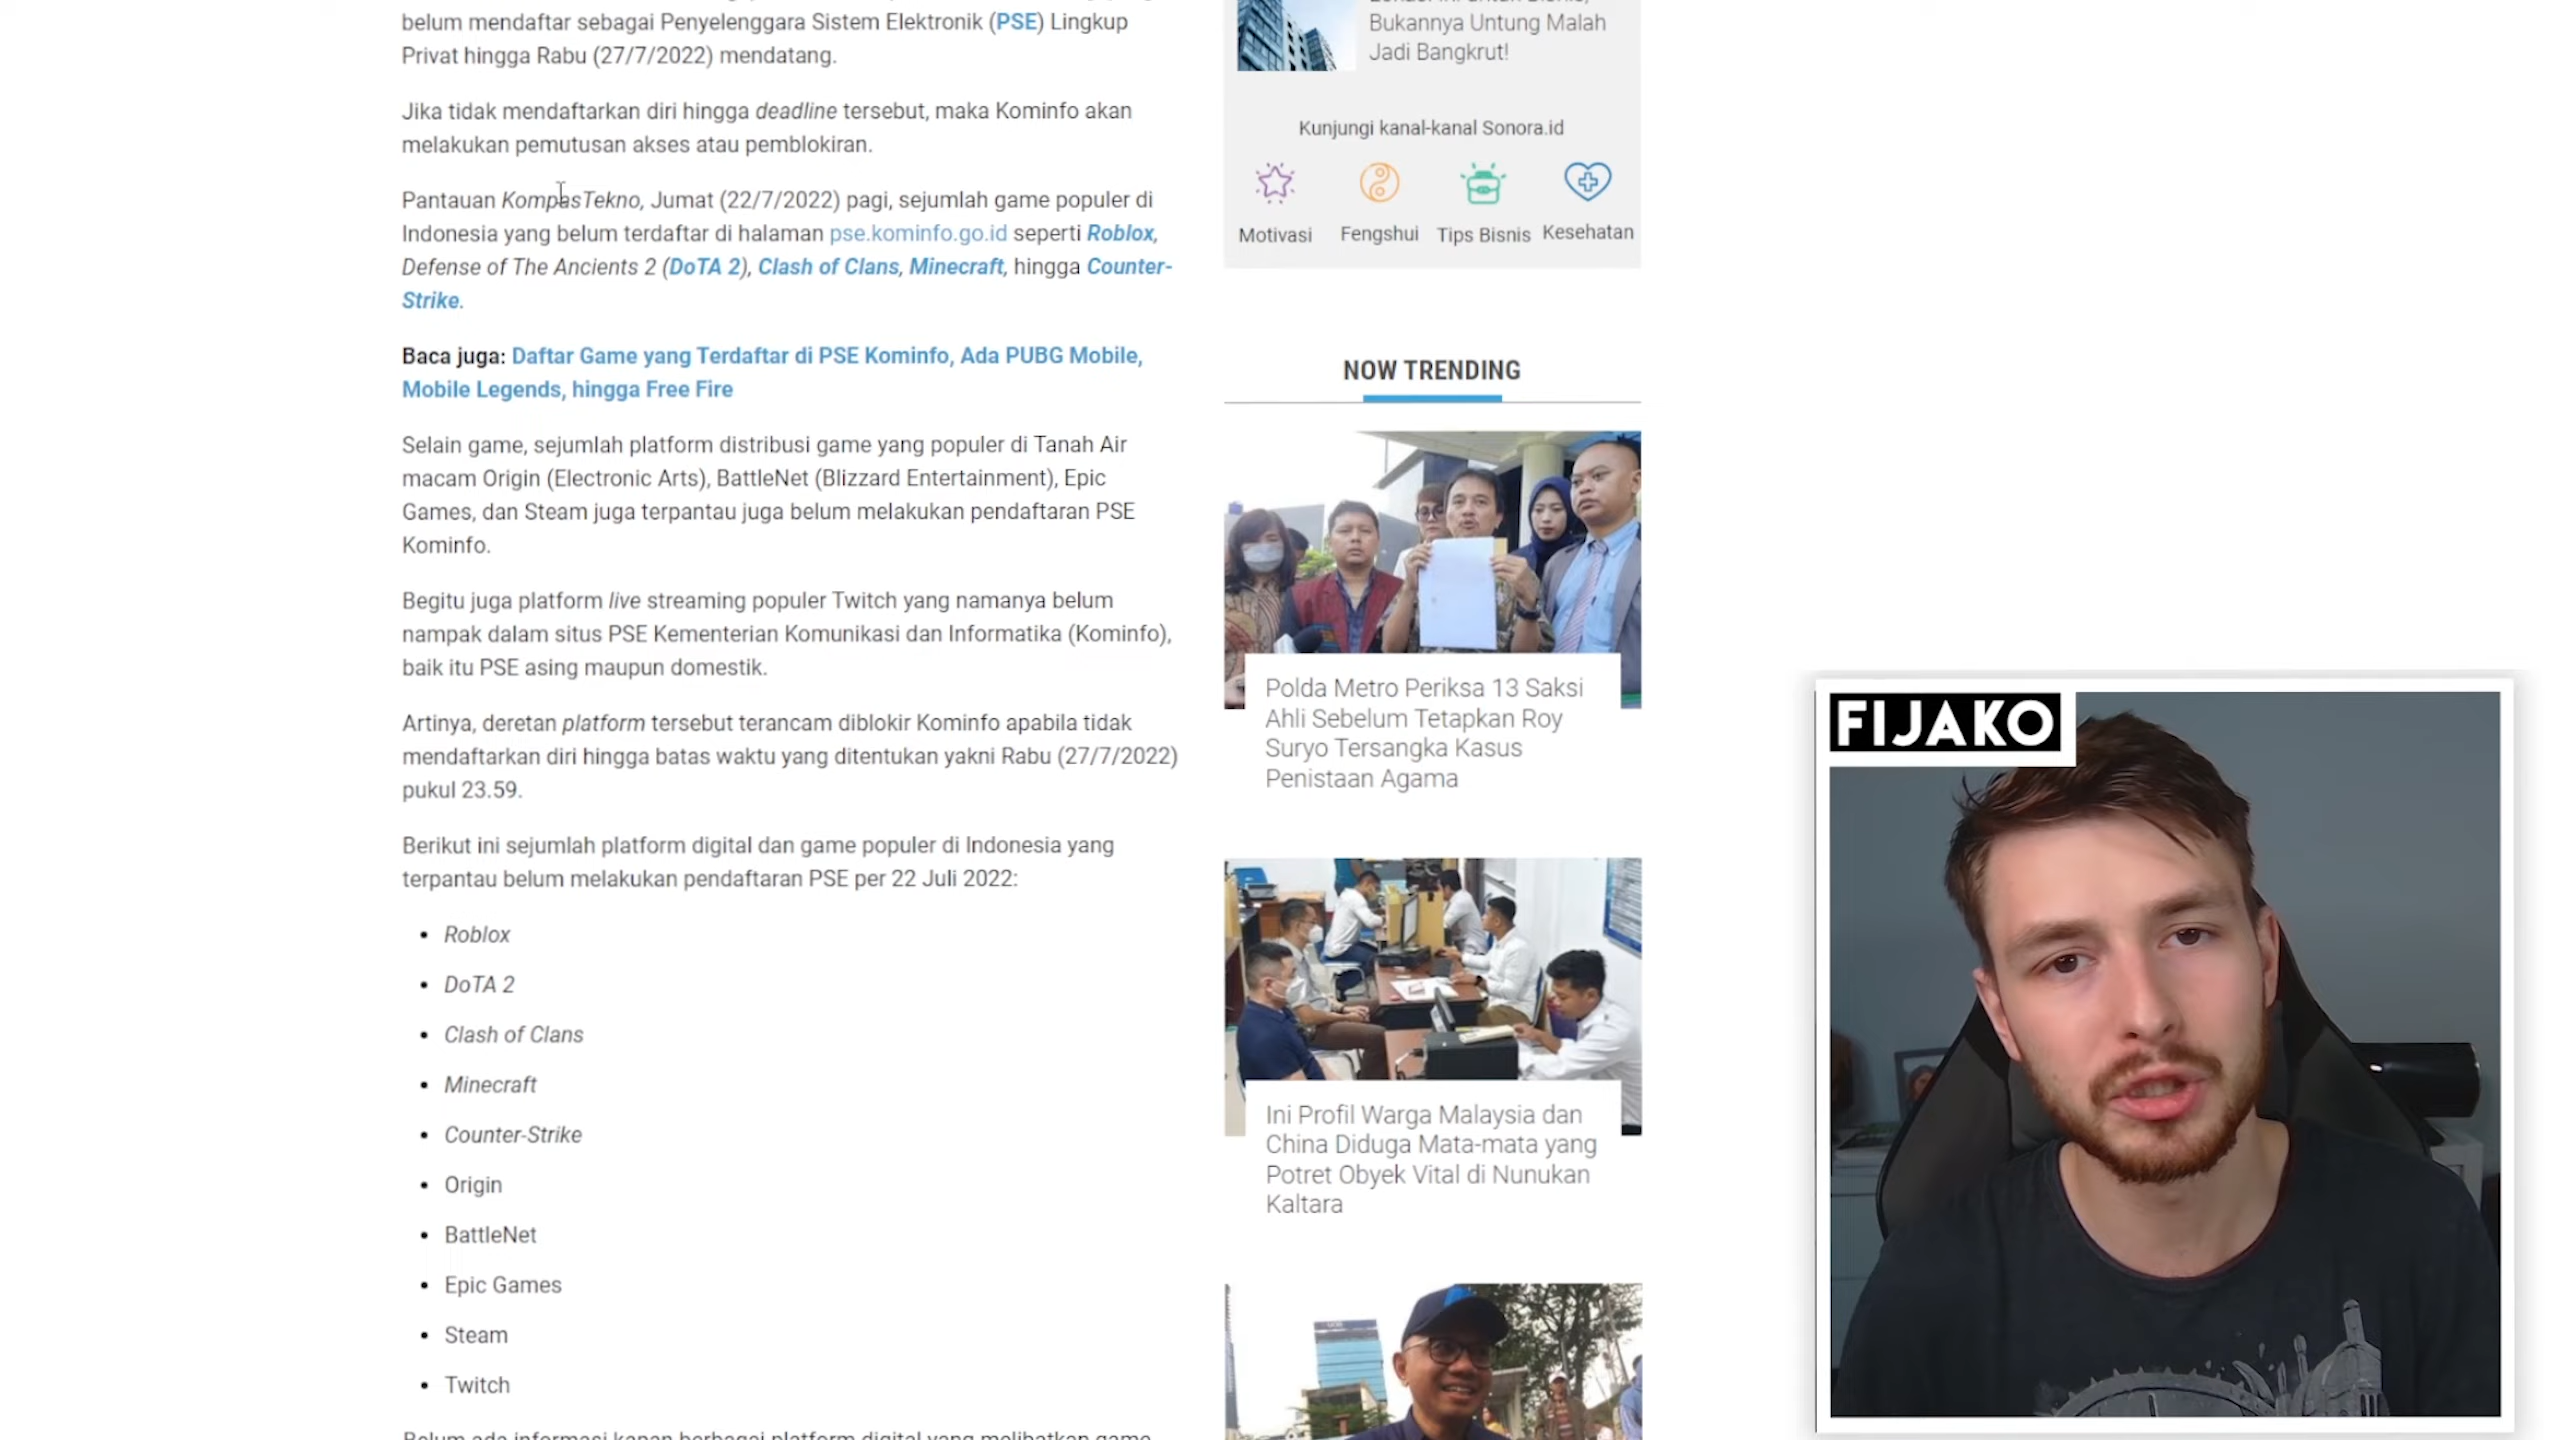 belum mendaftar sebagai Penyelenggara Sistem Elektronik (PSE) Lingkup
Privat hingga Rabu (27/7/2022) mendatang.
Jika tidak mendaftarkan diri hingga deadline tersebut, maka Kominfo akan
melakukan pemutusan akses atau pemblokiran.
Pantauan KompasTekno, Jumat (22/7/2022) pagi, sejumlah game populer di
Indonesia yang belum terdaftar di halaman pse.kominfo.go.id seperti Roblox,
Defense of The Ancients 2 (DoTA 2), Clash of Clans, Minecraft, hingga Counter-
Strike.
Baca juga: Daftar Game yang Terdaftar di PSE Kominfo, Ada PUBG Mobile,
Mobile Legends, hingga Free Fire
Selain game, sejumlah platform distribusi game yang populer di Tanah Air
macam Origin (Electronic Arts), BattleNet (Blizzard Entertainment), Epic
Games, dan Steam juga terpantau juga belum melakukan pendaftaran PSE
Kominfo.
Begitu juga platform live streaming populer Twitch yang namanya belum
nampak dalam situs PSE Kementerian Komunikasi dan Informatika (Kominfo),
baik itu PSE asing maupun domestik.
Artinya, deretan platform tersebut terancam diblokir Kominfo apabila tidak
mendaftarkan diri hingga batas waktu yang ditentukan yakni Rabu (27/7/2022)
pukul 23.59.
Berikut ini sejumlah platform digital dan game populer di Indonesia yang
terpantau belum melakukan pendaftaran PSE per 22 Juli 2022:
• Roblox
• DoTA 2
• Clash of Clans
• Minecraft
• Counter-Strike
• Origin
• BattleNet
• Epic Games
• Steam
• Twitch
Belum ada informasi kapan berbagai platform digital yang melibatkan game
Bukannya Untung Malah
Jadi Bangkrut!
Kunjungi kanal-kanal Sonora.id
Motivasi Fengshui Tips Bisnis Kesehatan
NOW TRENDING
Polda Metro Periksa 13 Saksi
Ahli Sebelum Tetapkan Roy
Suryo Tersangka Kasus
Penistaan Agama
Ini Profil Warga Malaysia dan
China Diduga Mata-mata yang
Potret Obyek Vital di Nunukan
Kaltara
FIJAKO